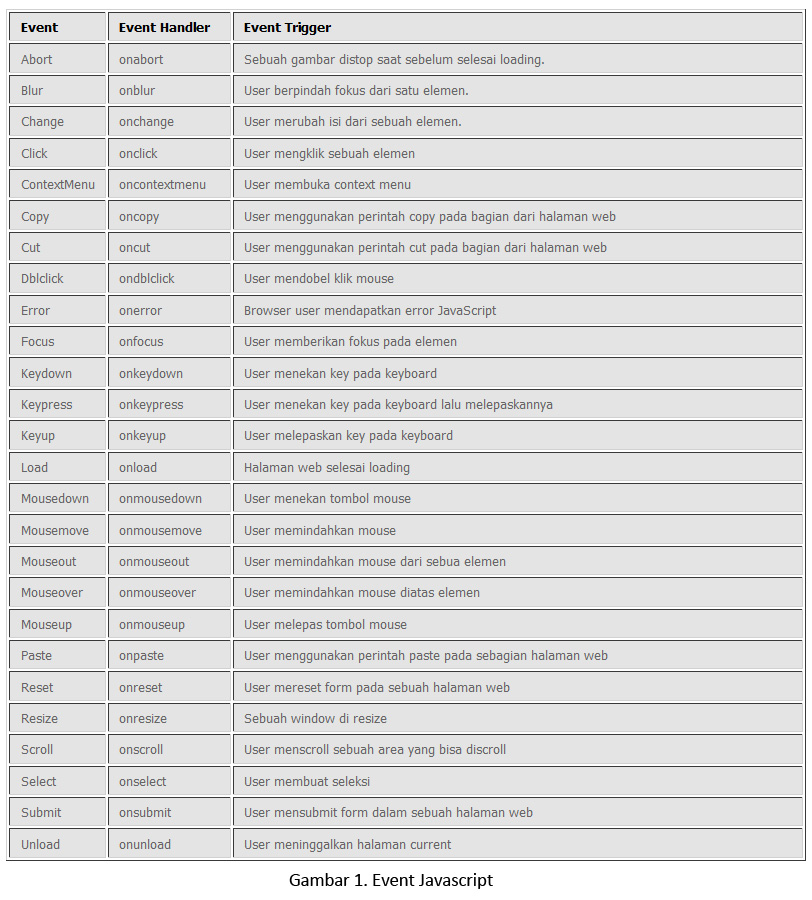 Event Event Handler Event Trigger
Abort onabort Sebuah gambar distop saat sebelum selesai loading.
Blur onblur User berpindah fokus dari satu elemen.
Change onchange User merubah isi dari sebuah elemen.
Click onclick User mengklik sebuah elemen
ContextMenu oncontextmenu User membuka context menu
Copy oncopy User menggunakan perintah copy pada bagian dari halaman web
Cut oncut User menggunakan perintah cut pada bagian dari halaman web
Dblclick ondblclick User mendobel klik mouse
Error onerror Browser user mendapatkan error JavaScript
Focus onfocus User memberikan fokus pada elemen
Keydown onkeydown User menekan key pada keyboard
Keypress onkeypress User menekan key pada keyboard lalu melepaskannya
Keyup onkeyup User melepaskan key pada keyboard
Load onload Halaman web selesai loading
Mousedown onmousedown User menekan tombol mouse
Mousemove onmousemove User memindahkan mouse
Mouseout onmouseout User memindahkan mouse dari sebua elemen
Mouseover onmouseover User memindahkan mouse diatas elemen
Mouseup onmouseup User melepas tombol mouse
Paste onpaste User menggunakan perintah paste pada sebagian halaman web
Reset onreset User mereset form pada sebuah halaman web
Resize onresize Sebuah window di resize
Scroll onscroll User menscroll sebuah area yang bisa discroll
Select onselect User membuat seleksi
Submit onsubmit User mensubmit form dalam sebuah halaman web
Unload onunload User meninggalkan halaman current
Gambar 1. Event Javascript